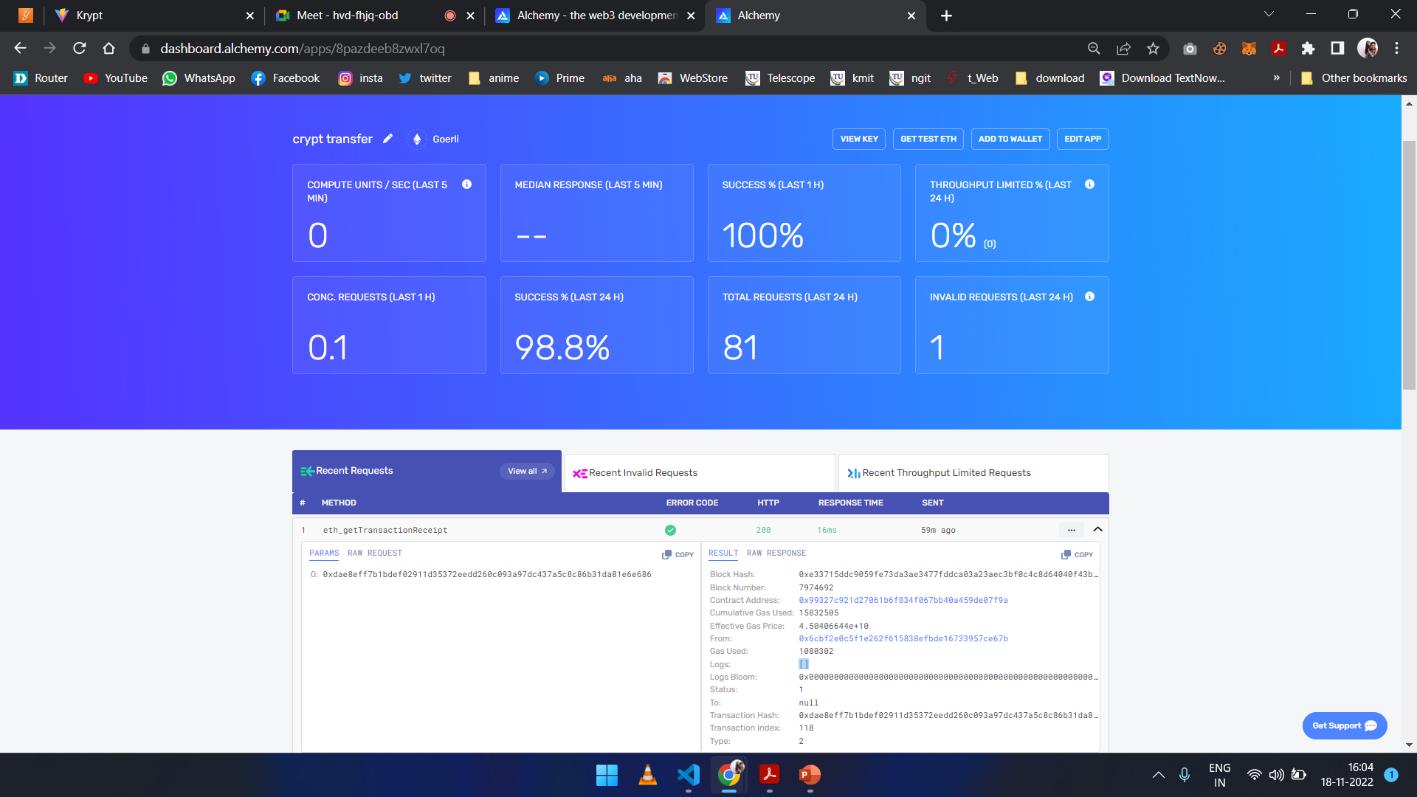 Krypt
Meet - hvd-fhjq-obd
Alchemy - the web3 developmen
Alchemy
dashboard.alchemy.com/apps/8pazdeeb8zwxl7oq
Router YouTube WhatsApp Facebook insta twitter anime Prime aha WebStore Telescope kmit ngit t_Web download Download TextNow... » Other bookmarks
crypt transfer Goerli VIEW KEY GET TEST ETH ADD TO WALLET EDIT APP
COMPUTE UNITS / SEC (LAST 5 MIN)
0
MEDIAN RESPONSE (LAST 5 MIN)
--
SUCCESS % (LAST 1 H)
100%
THROUGHPUT LIMITED % (LAST 24 H)
0% (0)
CONC. REQUESTS (LAST 1 H)
0.1
SUCCESS % (LAST 24 H)
98.8%
TOTAL REQUESTS (LAST 24 H)
81
INVALID REQUESTS (LAST 24 H)
1
Recent Requests View all
Recent Invalid Requests
Recent Throughput Limited Requests
# METHOD ERROR CODE HTTP RESPONSE TIME SENT
1 eth_getTransactionReceipt 200 16ms 59m ago ...
PARAMS RAW REQUEST COPY
0: 0xdae8eff7b1bdef02911d35372eedd260c093a97dc437a5c8c86b31da81e6e686
RESULT RAW RESPONSE COPY
Block Hash: 0xe33715ddc9059fe73da3ae3477fddca03a23aec3bf0c4c8d64040f43b…
Block Number: 7974692
Contract Address: 0x99327c921d27061b6f834f067bb40a459de07f9a
Cumulative Gas Used: 15832505
Effective Gas Price: 4.50406644e+10
From: 0x6cbf2e0c5f1e262f615838efbde16733957ce67b
Gas Used: 1080302
Logs: []
Logs Bloom: 0x00000000000000000000000000000000000000000000000000000000000…
Status: 1
To: null
Transaction Hash: 0xdae8eff7b1bdef02911d35372eedd260c093a97dc437a5c8c86b31da8…
Transaction Index: 118
Type: 2
Get Support
ENG
IN
16:04
18-11-2022
1